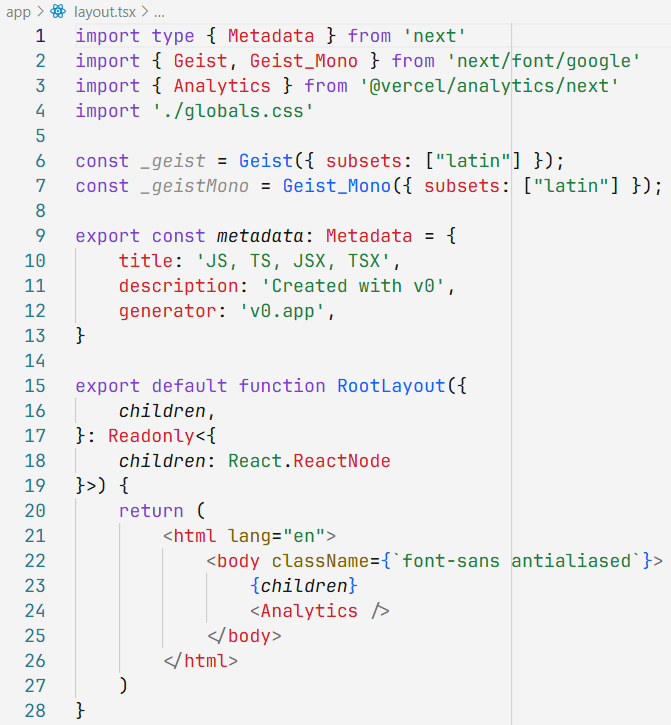 app > layout.tsx > ...
1 import type { Metadata } from 'next'
2 import { Geist, Geist_Mono } from 'next/font/google'
3 import { Analytics } from '@vercel/analytics/next'
4 import './globals.css'
5
6 const _geist = Geist({ subsets: ["latin"] });
7 const _geistMono = Geist_Mono({ subsets: ["latin"] });
8
9 export const metadata: Metadata = {
10     title: 'JS, TS, JSX, TSX',
11     description: 'Created with v0',
12     generator: 'v0.app',
13 }
14
15 export default function RootLayout({
16     children,
17 }: Readonly<{
18     children: React.ReactNode
19 }>) {
20     return (
21         <html lang="en">
22             <body className={`font-sans antialiased`}>
23                 {children}
24                 <Analytics />
25             </body>
26         </html>
27     )
28 }